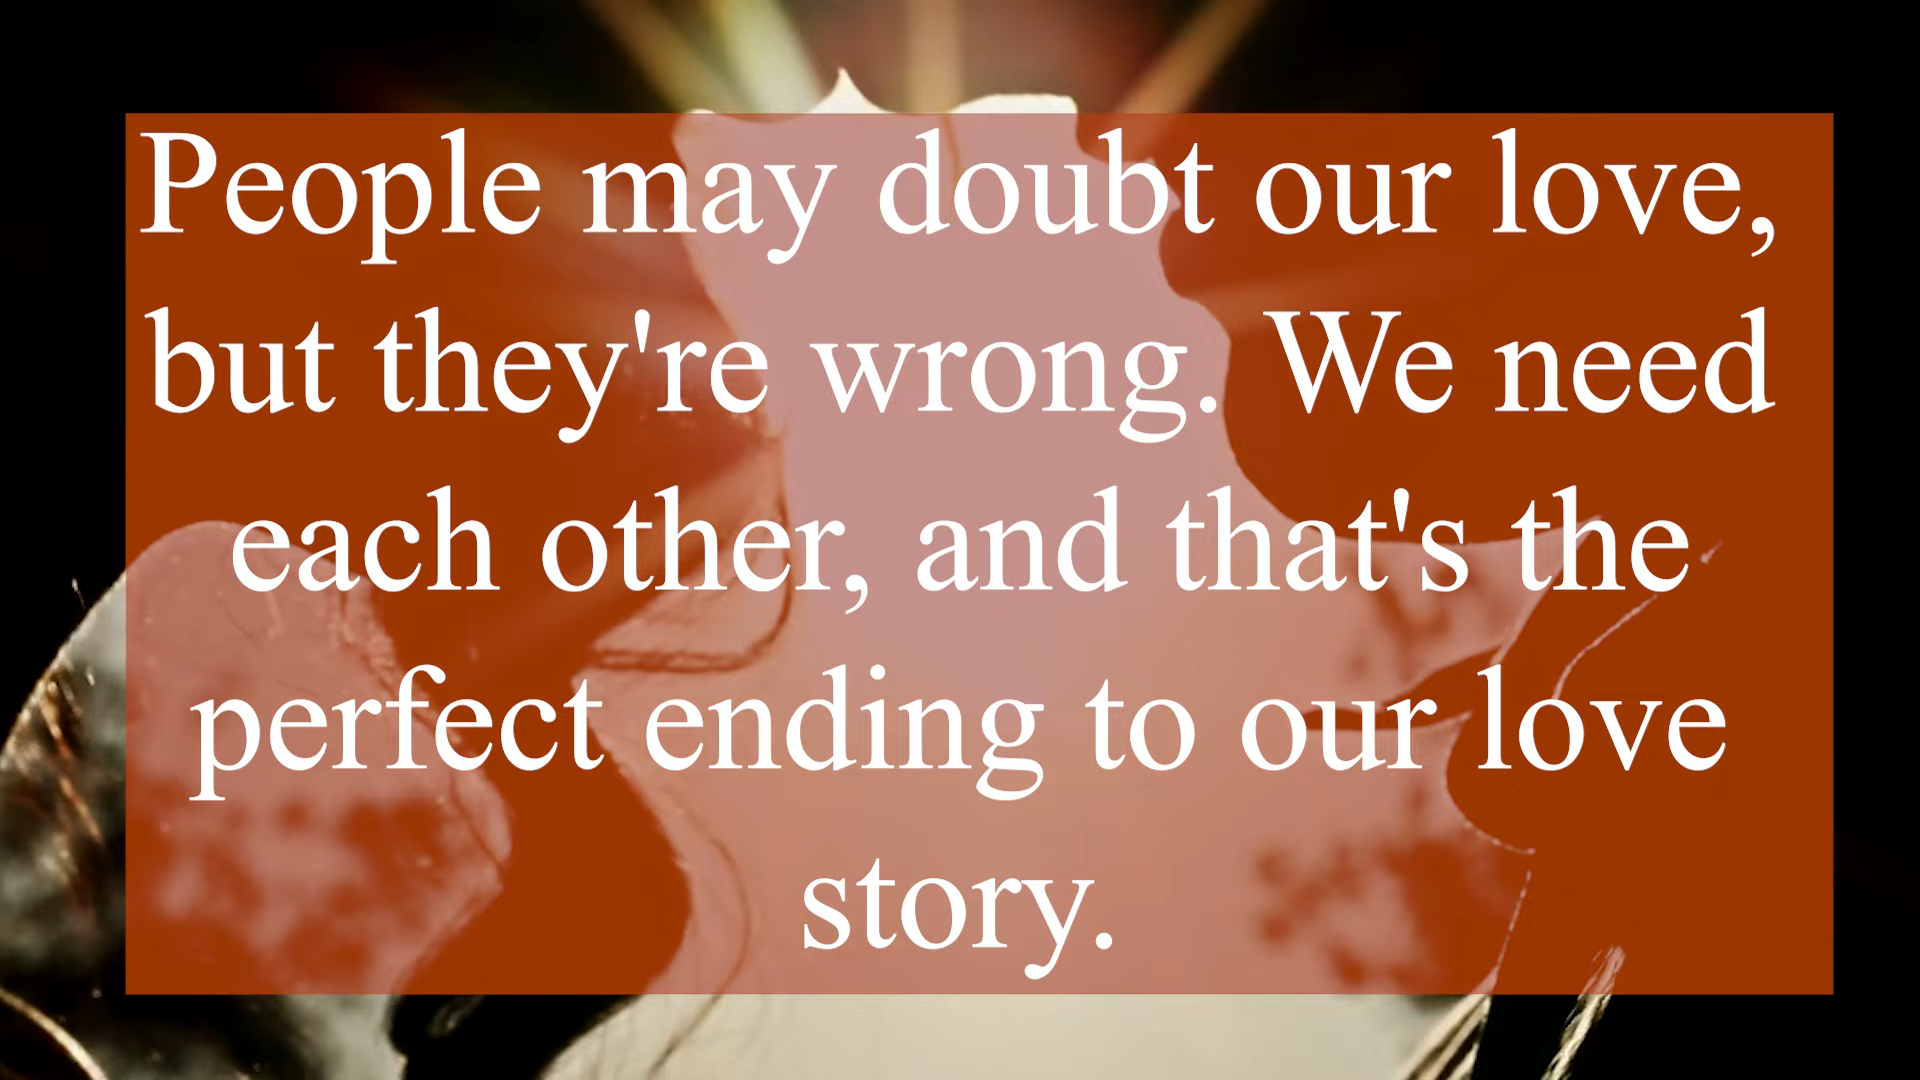 People may doubt our love,
but they're wrong. We need
each other, and that's the
perfect ending to our love
story.